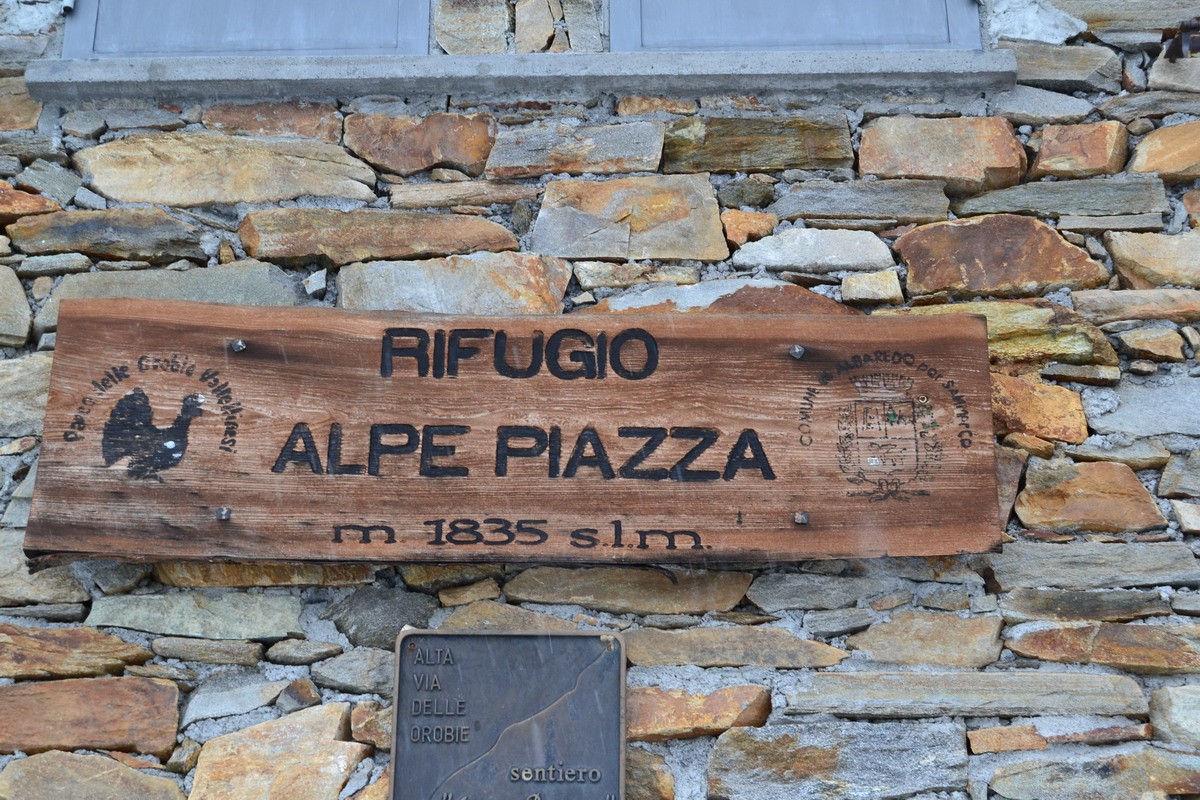 Parco delle Orobie Valtellinesi
RIFUGIO
ALPE PIAZZA
m 1835 s.l.m.
COMUNE di ALBAREDO per SAN MARCO
ALTA
VIA
DELLE
OROBIE
sentiero